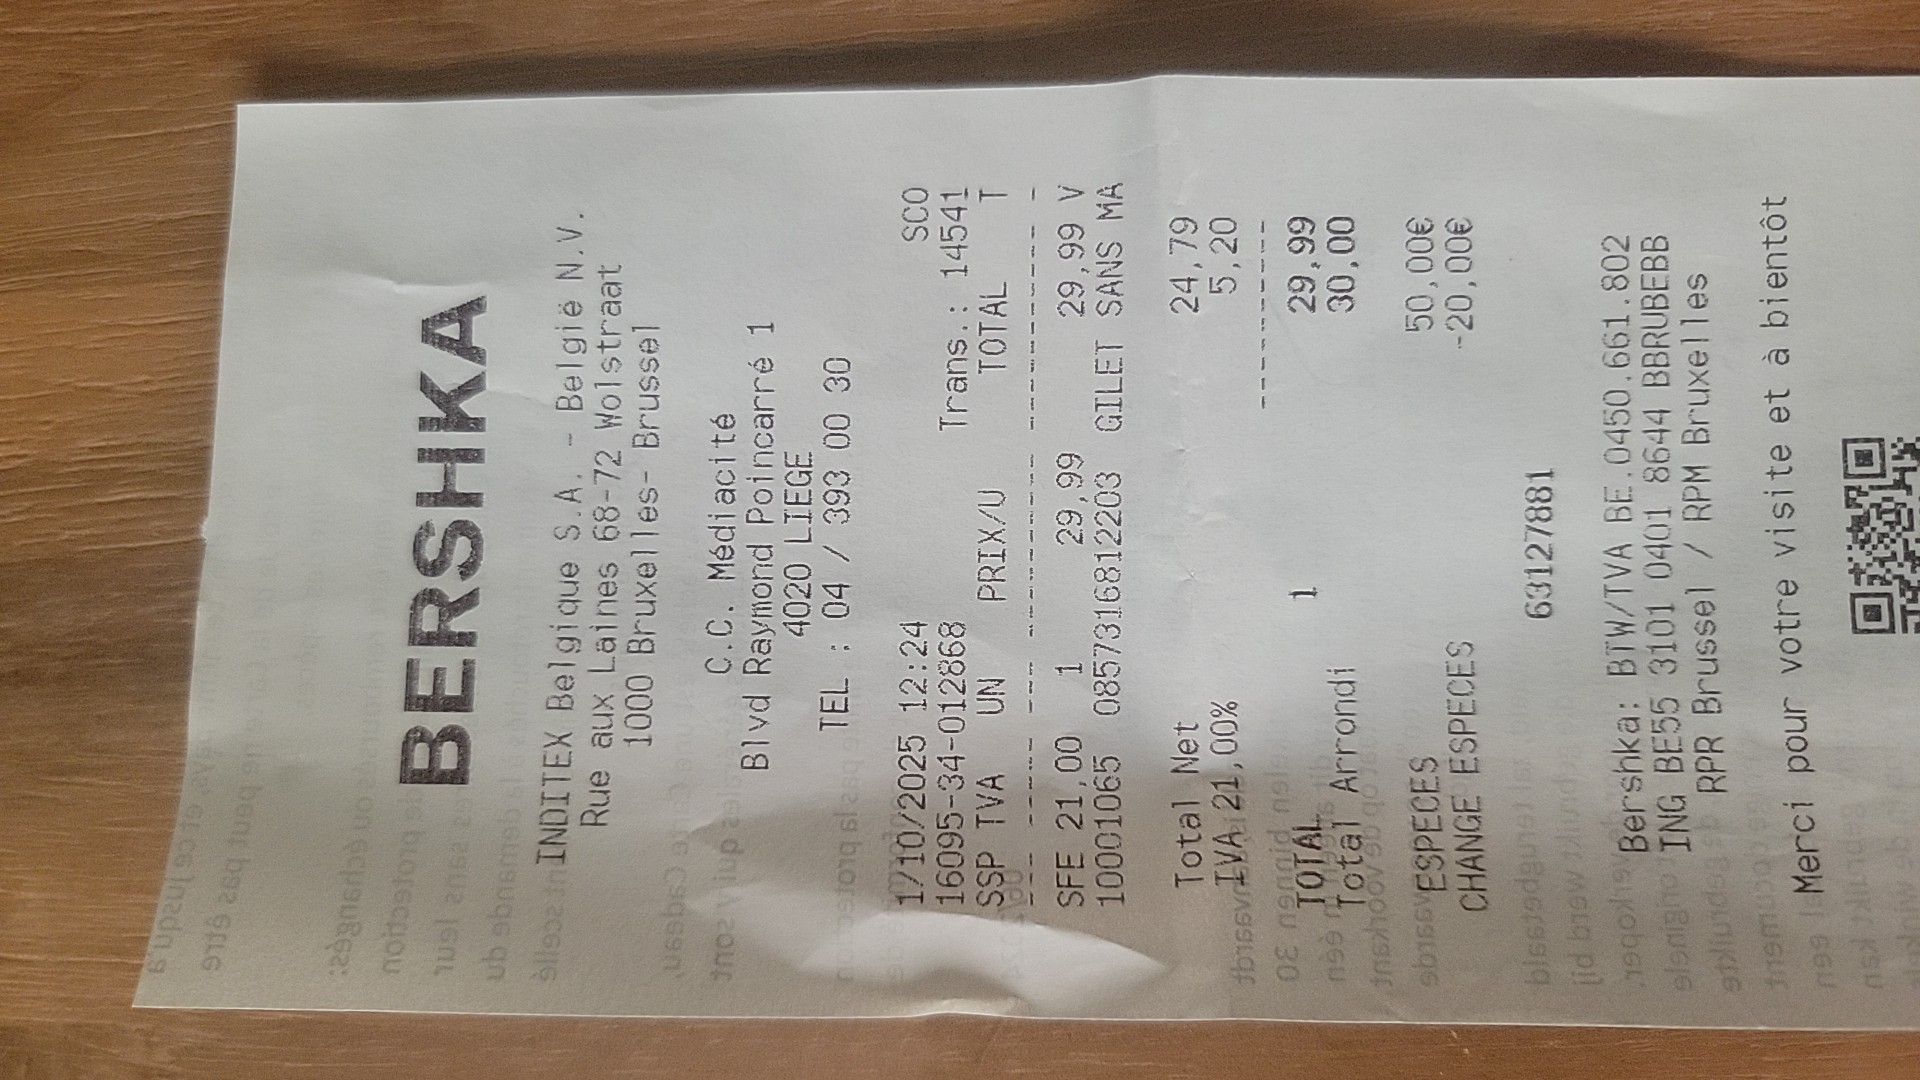 BERSHKA
INDITEX Belgique S.A. - België N.V.
Rue aux Laines 68-72 Wolstraat
1000 Bruxelles- Brussel
C.C. Médiacité
Blvd Raymond Poincarré 1
4020 LIEGE
TEL : 04 / 393 00 30
1/10/2025 12:24 SCO
16095-34-012868 Trans.: 14541
SSP TVA UN PRIX/U TOTAL T
--- ---- --- ---------- ---------- -
SFE 21,00 1 29,99 29,99 V
10001065 0857316812203 GILET SANS MA
Total Net 24,79
IVA 21,00% 5,20
----------
TOTAL 1 29,99
Total Arrondi 30,00
ESPECES 50,00€
CHANGE ESPECES -20,00€
63127881
Bershka: BTW/TVA BE.0450.661.802
ING BE55 3101 0401 8644 BBRUBEBB
RPR Brussel / RPM Bruxelles
Merci pour votre visite et à bientôt